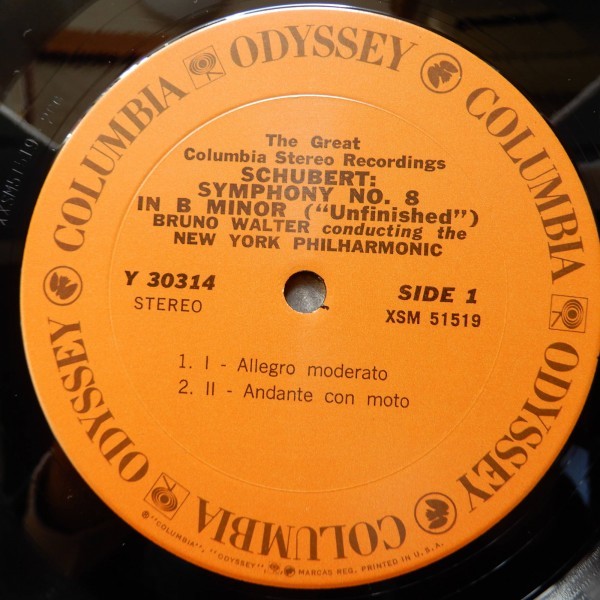 COLUMBIA ODYSSEY COLUMBIA ODYSSEY COLUMBIA ODYSSEY
The Great
Columbia Stereo Recordings
SCHUBERT:
SYMPHONY NO. 8
IN B MINOR ("Unfinished")
BRUNO WALTER conducting the
NEW YORK PHILHARMONIC
Y 30314
STEREO
SIDE 1
XSM 51519
1. I - Allegro moderato
2. II - Andante con moto
® "COLUMBIA", "ODYSSEY", MARCAS REG. PRINTED IN U.S.A.